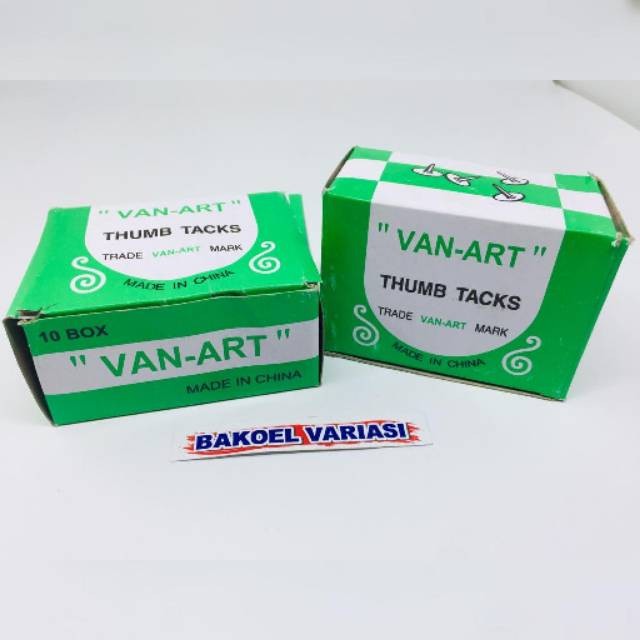 " VAN-ART "
THUMB TACKS
TRADE VAN-ART MARK
MADE IN CHINA
10 BOX
" VAN-ART "
MADE IN CHINA
" VAN-ART "
THUMB TACKS
TRADE VAN-ART MARK
MADE IN CHINA
BAKOEL VARIASI